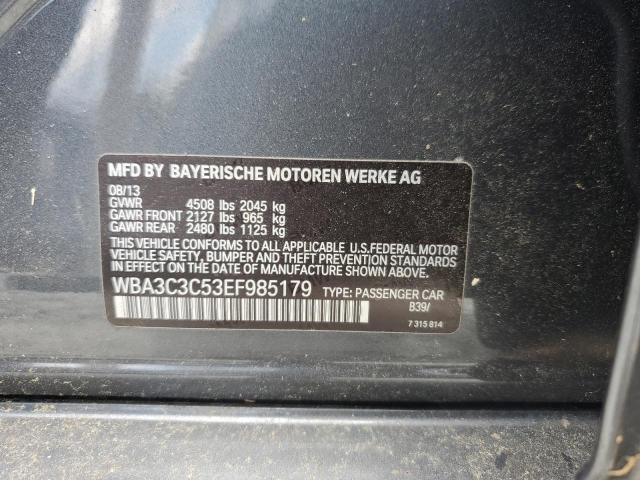 MFD BY BAYERISCHE MOTOREN WERKE AG
08/13
GVWR 4508 lbs 2045 kg
GAWR FRONT 2127 lbs 965 kg
GAWR REAR 2480 lbs 1125 kg
THIS VEHICLE CONFORMS TO ALL APPLICABLE U.S.FEDERAL MOTOR
VEHICLE SAFETY, BUMPER AND THEFT PREVENTION STANDARDS
IN EFFECT ON THE DATE OF MANUFACTURE SHOWN ABOVE.
WBA3C3C53EF985179 TYPE: PASSENGER CAR
B39/
7 315 814